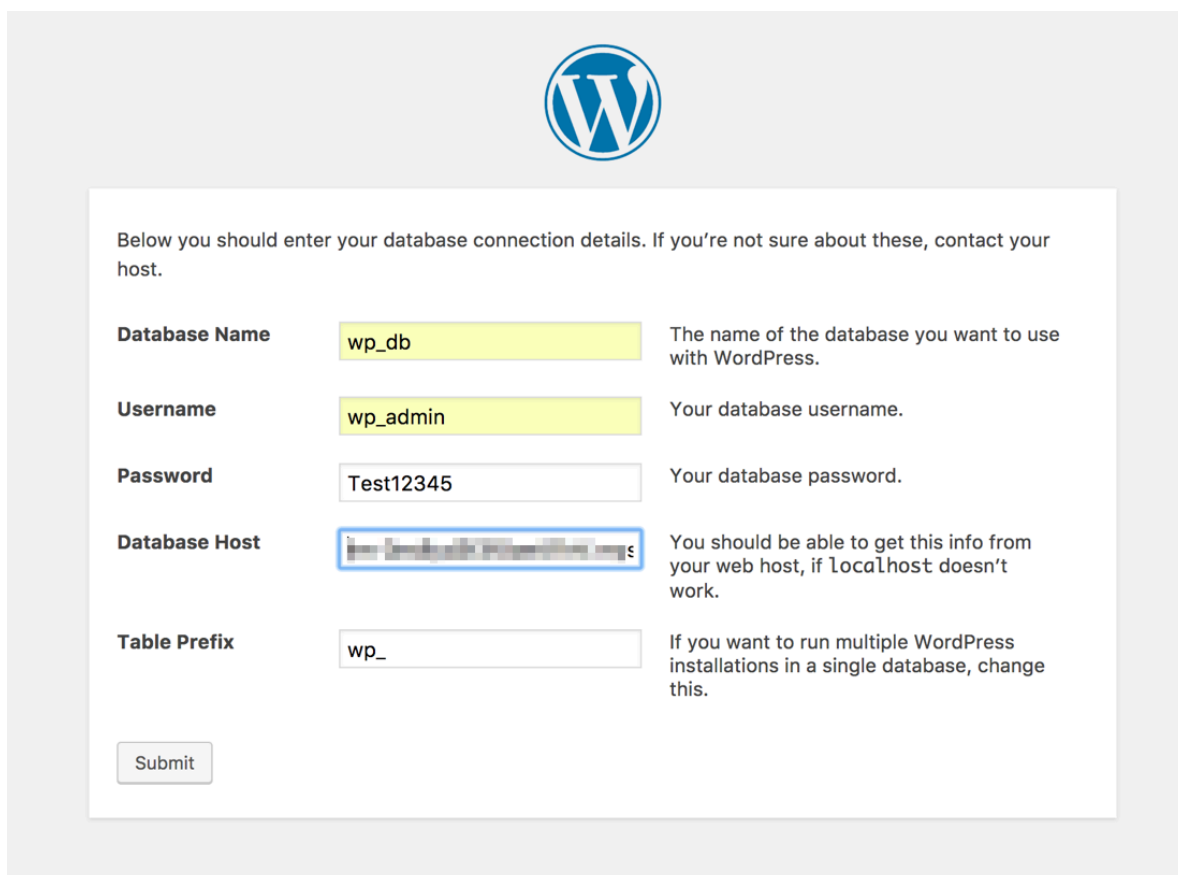 Below you should enter your database connection details. If you’re not sure about these, contact your
host.
Database Name
wp_db
The name of the database you want to use
with WordPress.
Username
wp_admin
Your database username.
Password
Test12345
Your database password.
Database Host
You should be able to get this info from
your web host, if localhost doesn’t
work.
Table Prefix
wp_
If you want to run multiple WordPress
installations in a single database, change
this.
Submit